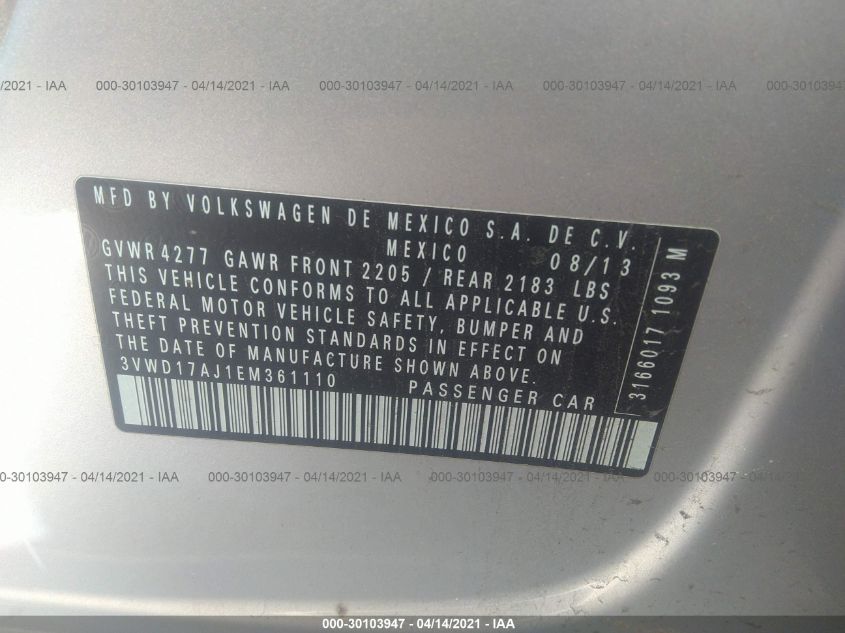 2021 - IAA 000-30103947 - 04/14/2021 - IAA 000-30103947 - 04/14/2021 - IAA 000-30103947 - 04/14/2021 - IAA 000-3010394
MFD BY VOLKSWAGEN DE MEXICO S.A. DE C.V.
MEXICO 08/13
GVWR 4277 GAWR FRONT 2205 / REAR 2183 LBS
THIS VEHICLE CONFORMS TO ALL APPLICABLE U.S.
FEDERAL MOTOR VEHICLE SAFETY, BUMPER AND
THEFT PREVENTION STANDARDS IN EFFECT ON
THE DATE OF MANUFACTURE SHOWN ABOVE.
3VWD17AJ1EM361110 PASSENGER CAR
3166017 1093 M
0-30103947 - 04/14/2021 - IAA 000-30103947 - 04/14/2021 - IAA 000-30103947 - 04/14/2021 - IAA 000-30103947 - 04/14/2021 - IAA
000-30103947 - 04/14/2021 - IAA